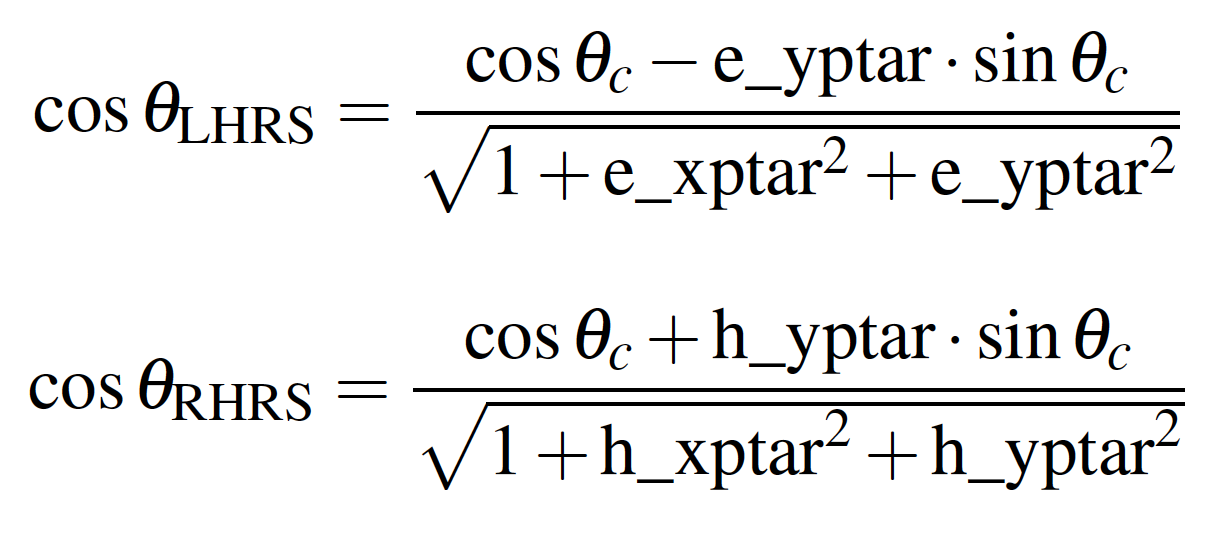 cos θ_LHRS = (cos θ_c − e_yptar · sin θ_c) / √(1 + e_xptar² + e_yptar²)
cos θ_RHRS = (cos θ_c + h_yptar · sin θ_c) / √(1 + h_xptar² + h_yptar²)